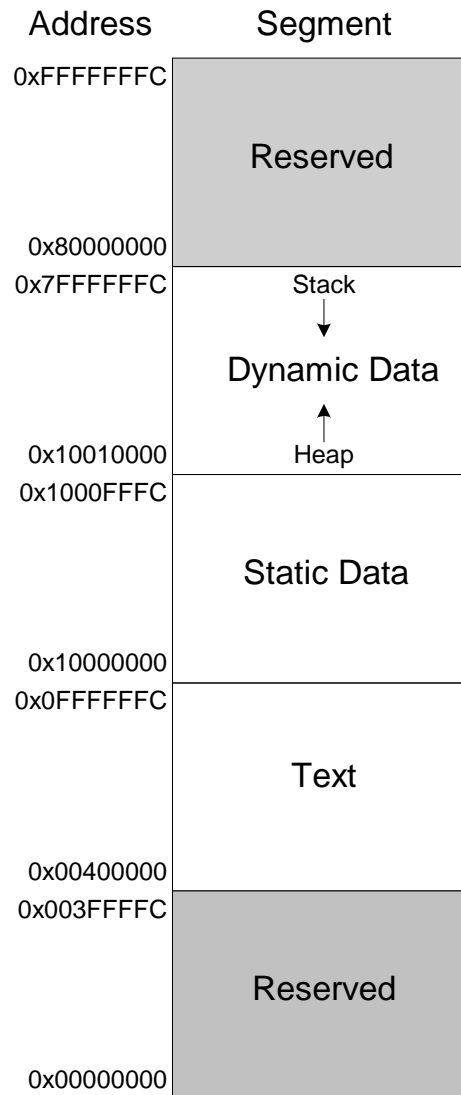 Address Segment
0xFFFFFFFC
Reserved
0x80000000
0x7FFFFFFC Stack
Dynamic Data
0x10010000 Heap
0x1000FFFC
Static Data
0x10000000
0x0FFFFFFC
Text
0x00400000
0x003FFFFC
Reserved
0x00000000